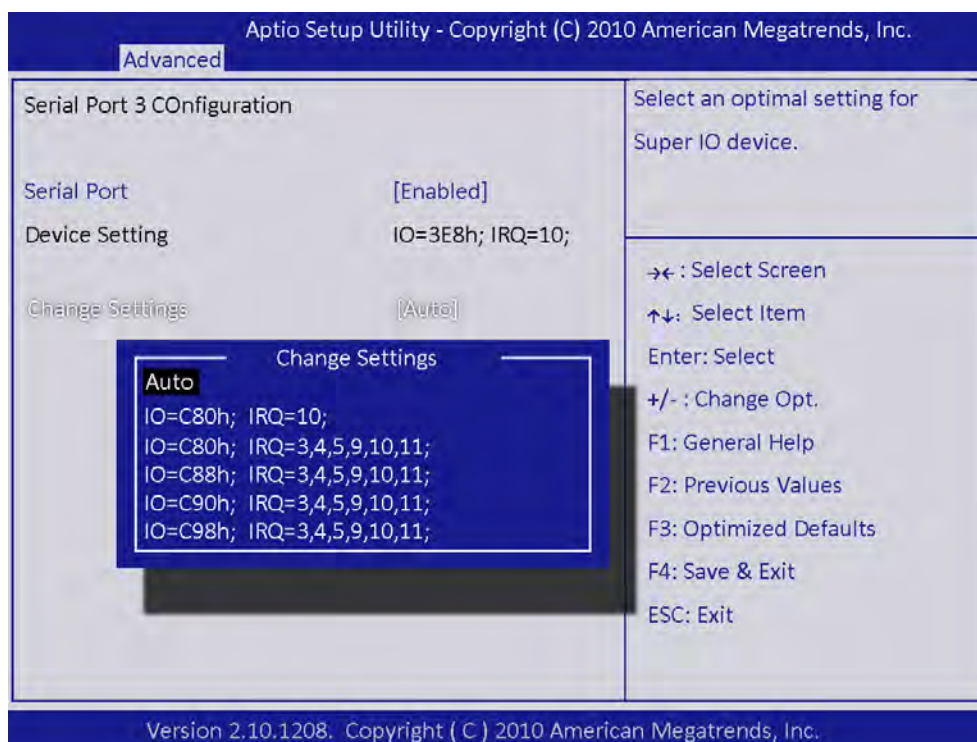 Aptio Setup Utility - Copyright (C) 2010 American Megatrends, Inc.
Advanced
Serial Port 3 COnfiguration
Serial Port [Enabled]
Device Setting IO=3E8h; IRQ=10;
Change Settings [Auto]
Change Settings
Auto
IO=C80h; IRQ=10;
IO=C80h; IRQ=3,4,5,9,10,11;
IO=C88h; IRQ=3,4,5,9,10,11;
IO=C90h; IRQ=3,4,5,9,10,11;
IO=C98h; IRQ=3,4,5,9,10,11;
Select an optimal setting for
Super IO device.
→←: Select Screen
↑↓: Select Item
Enter: Select
+/- : Change Opt.
F1: General Help
F2: Previous Values
F3: Optimized Defaults
F4: Save & Exit
ESC: Exit
Version 2.10.1208. Copyright ( C ) 2010 American Megatrends, Inc.